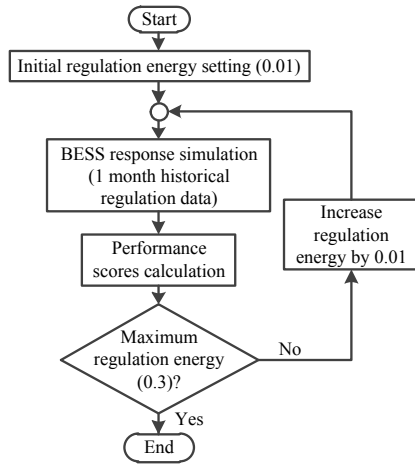 Start
Initial regulation energy setting (0.01)
BESS response simulation
(1 month historical
regulation data)
Increase
regulation
energy by 0.01
Performance
scores calculation
Maximum
regulation energy
(0.3)?
No
Yes
End